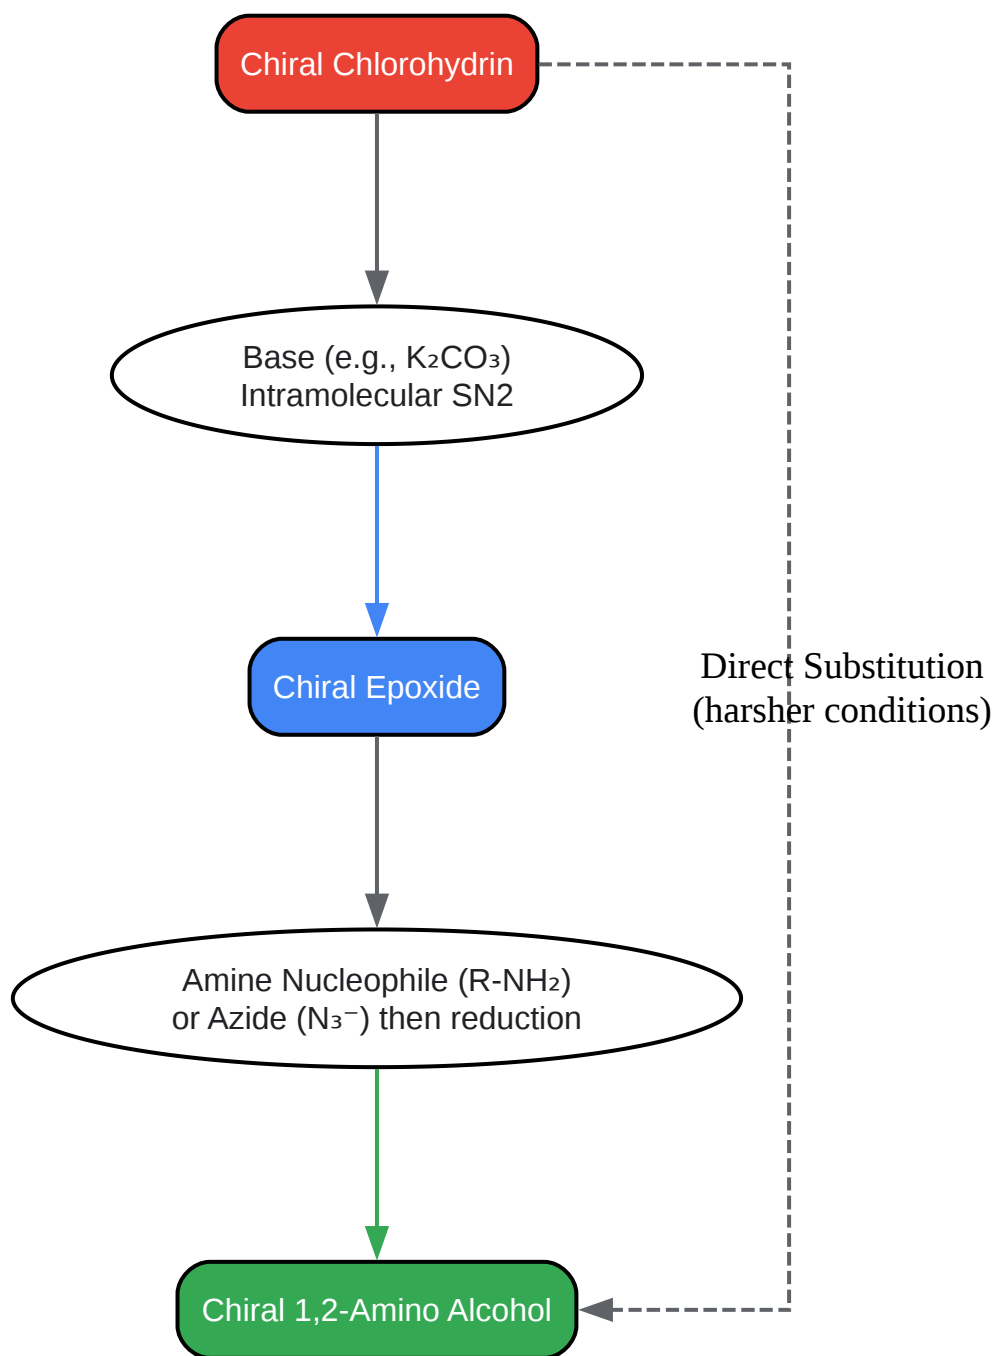 Chiral Chlorohydrin
Base (e.g., K₂CO₃)
Intramolecular SN2
Chiral Epoxide
Direct Substitution
(harsher conditions)
Amine Nucleophile (R-NH₂)
or Azide (N₃⁻) then reduction
Chiral 1,2-Amino Alcohol